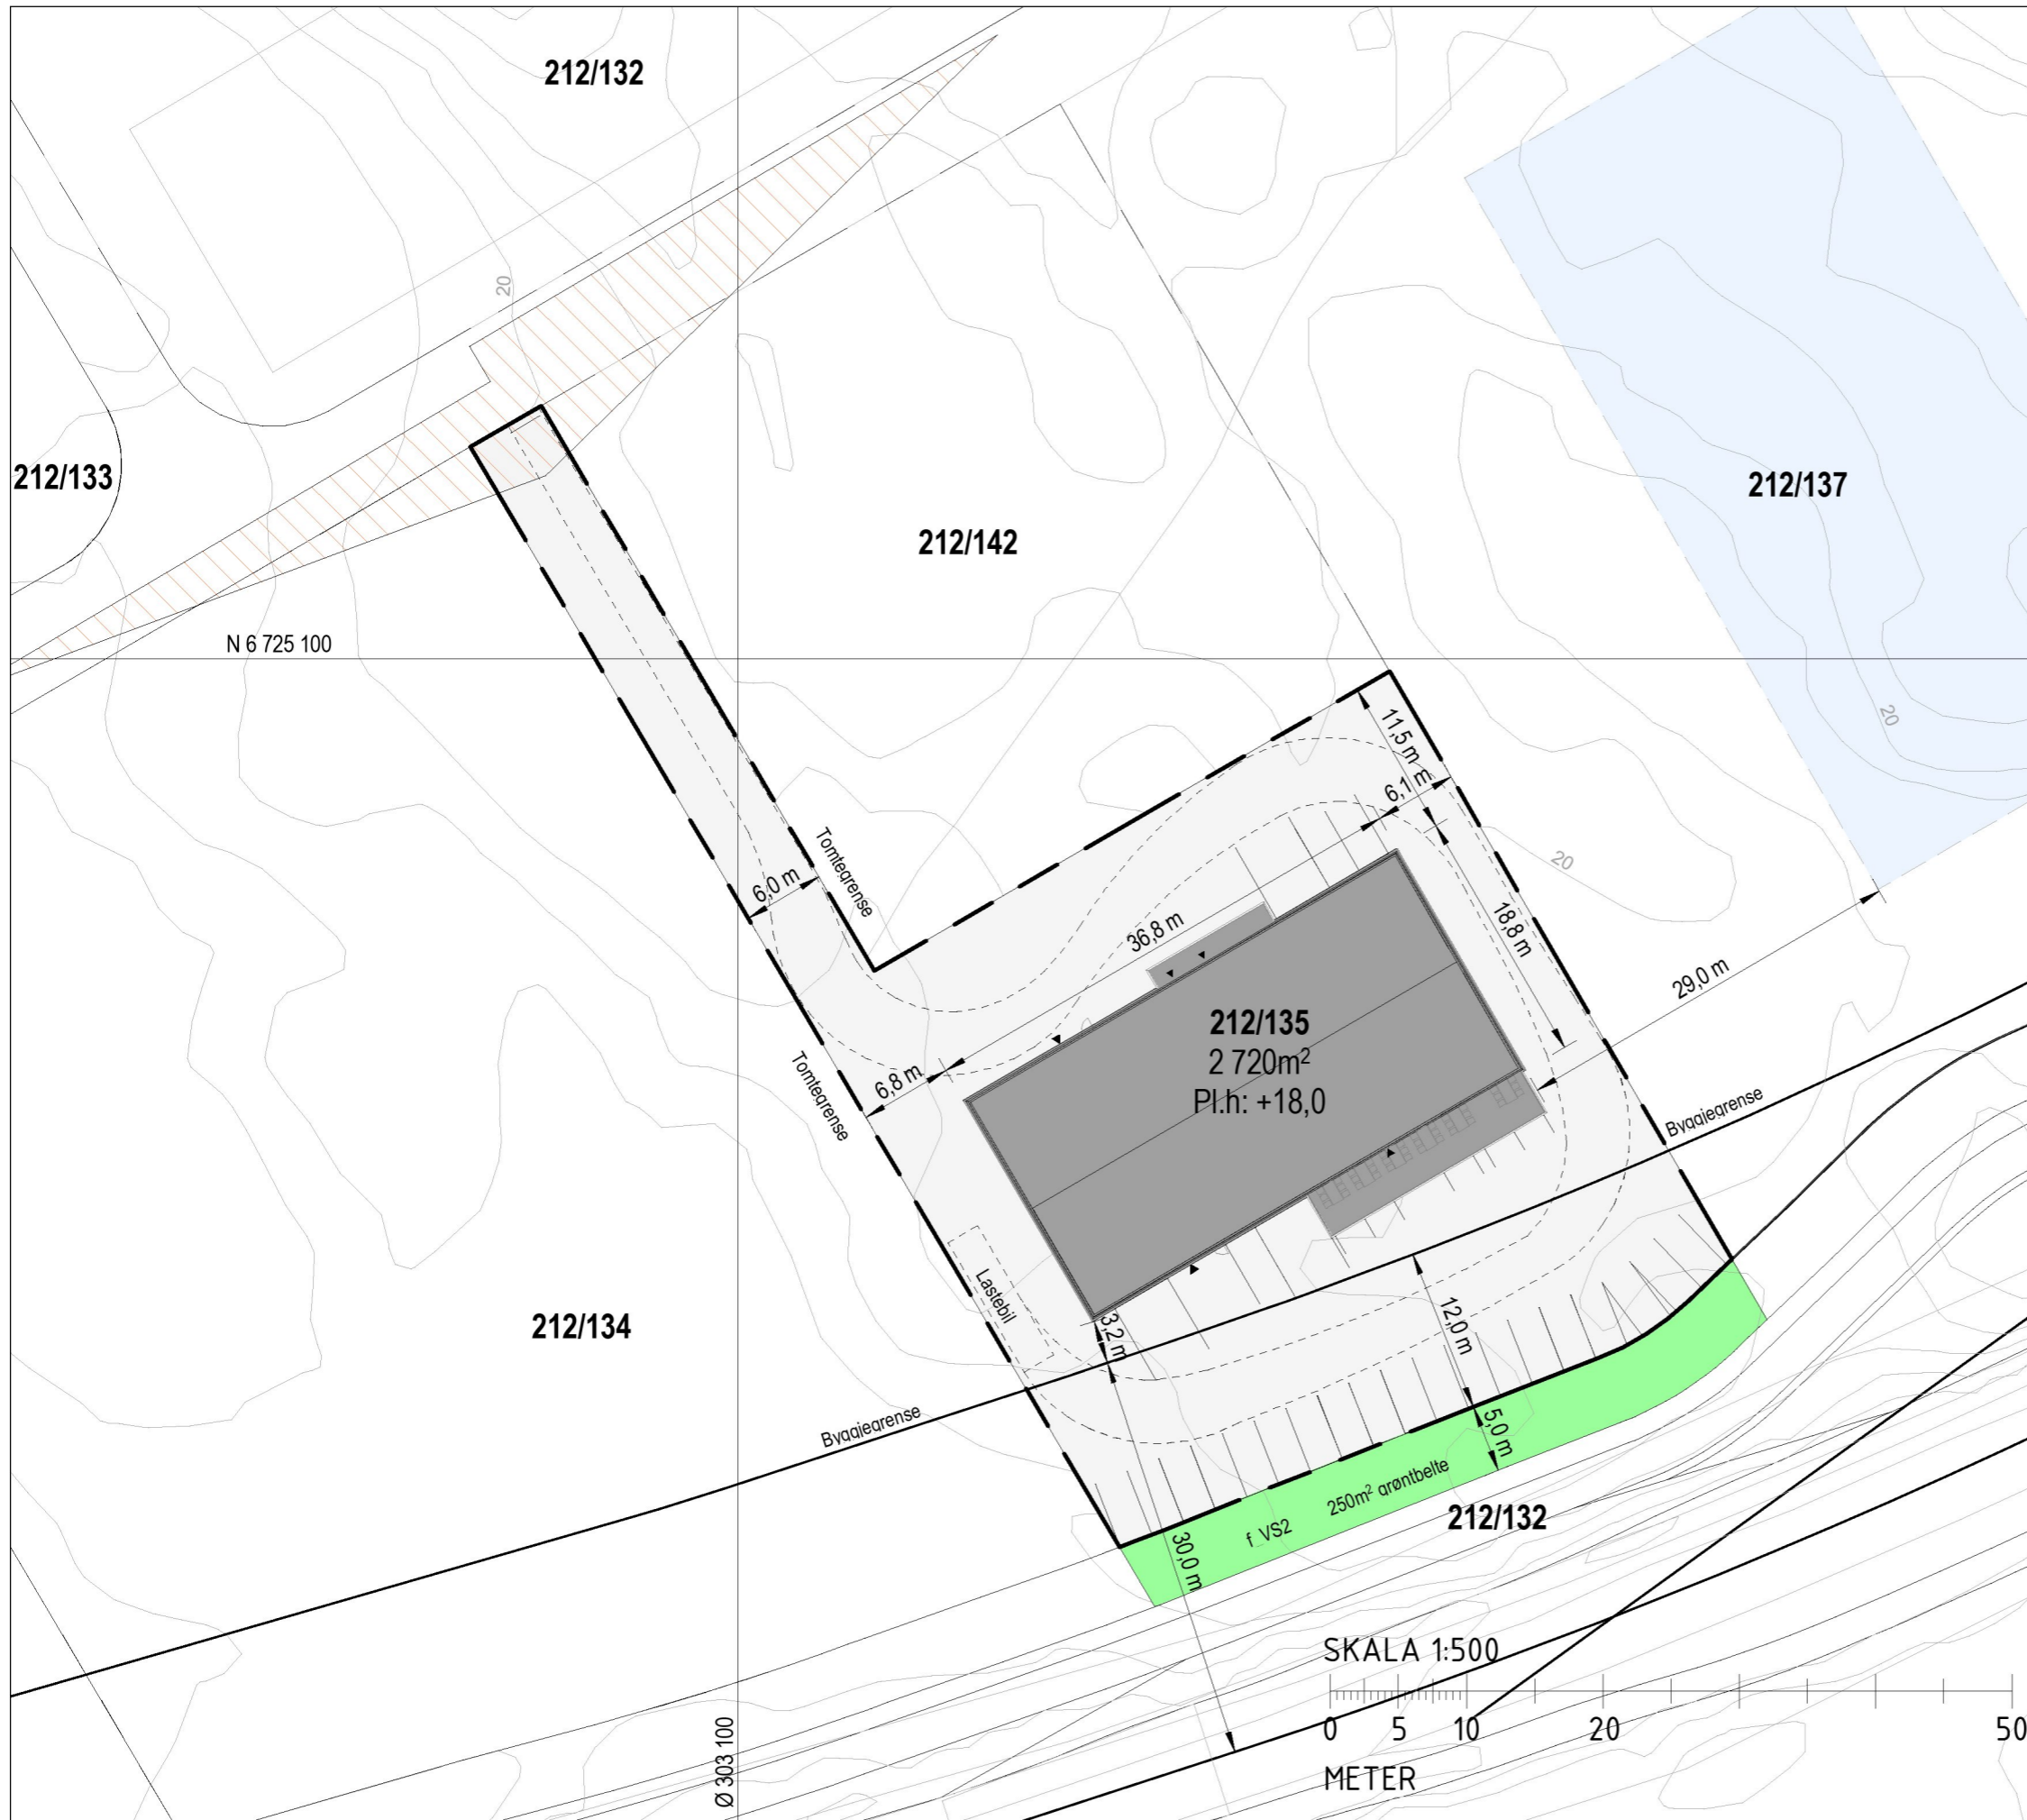 212/132
20
212/133
212/137
212/142
N 6 725 100
11,5 m
6,1 m
20
Tomtegrense
20
6,0 m
36,8 m
18,8 m
29,0 m
212/135
2 720m²
Pl.h: +18,0
6,8 m
Tomtegrense
Byggegrense
Lastebil
212/134
3,2 m
12,0 m
Byggegrense
5,0 m
250m² grøntbelte
f_VS2
212/132
30,0 m
SKALA 1:500
0 5 10 20 50
METER
Ø 303 100